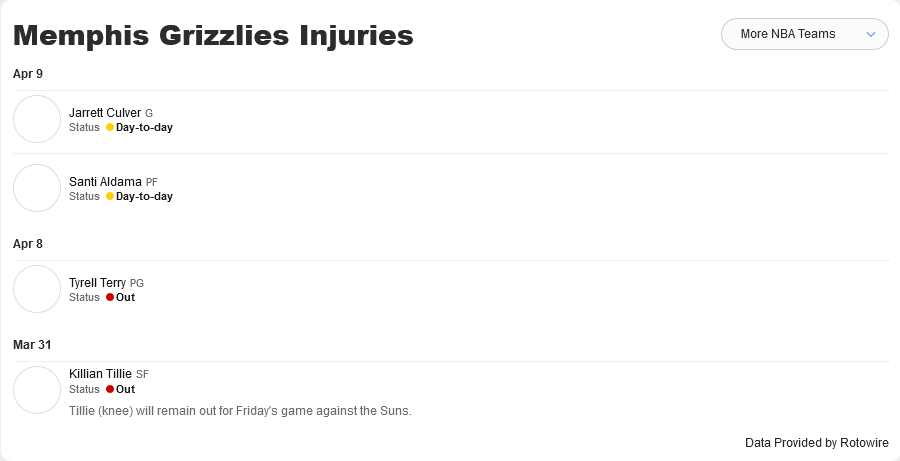 Memphis Grizzlies Injuries
More NBA Teams
Apr 9
Jarrett Culver G
Status Day-to-day
Santi Aldama PF
Status Day-to-day
Apr 8
Tyrell Terry PG
Status Out
Mar 31
Killian Tillie SF
Status Out
Tillie (knee) will remain out for Friday's game against the Suns.
Data Provided by Rotowire